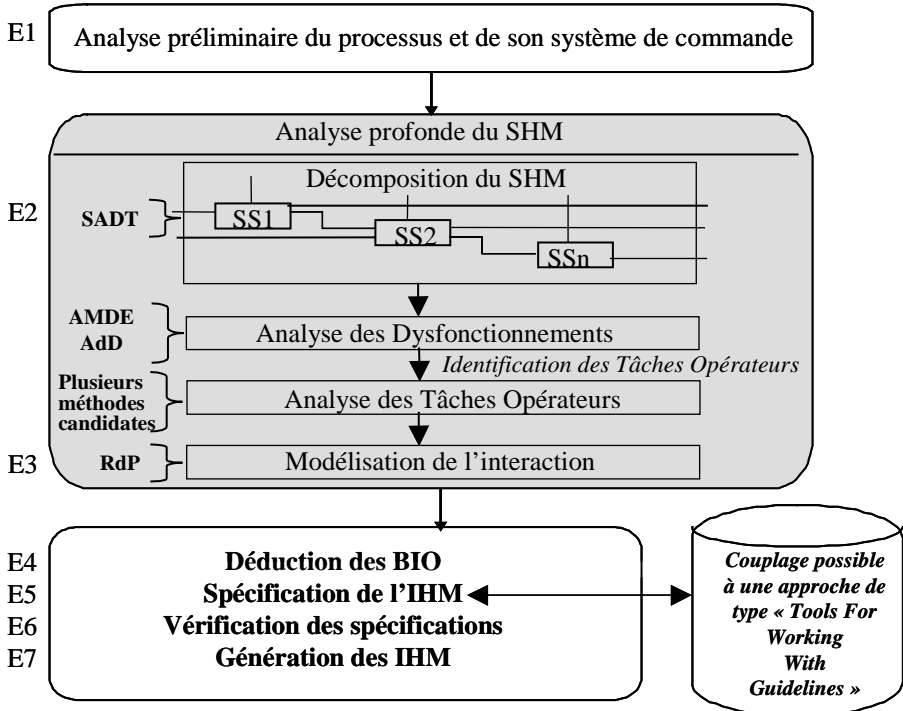 E1
Analyse préliminaire du processus et de son système de commande
Analyse profonde du SHM
Décomposition du SHM
E2
SADT
SS1
SS2
SSn
AMDE
AdD
Analyse des Dysfonctionnements
Identification des Tâches Opérateurs
Plusieurs
méthodes
candidates
Analyse des Tâches Opérateurs
E3
RdP
Modélisation de l'interaction
E4
Déduction des BIO
E5
Spécification de l'IHM
E6
Vérification des spécifications
E7
Génération des IHM
Couplage possible
à une approche de
type « Tools For
Working
With
Guidelines »